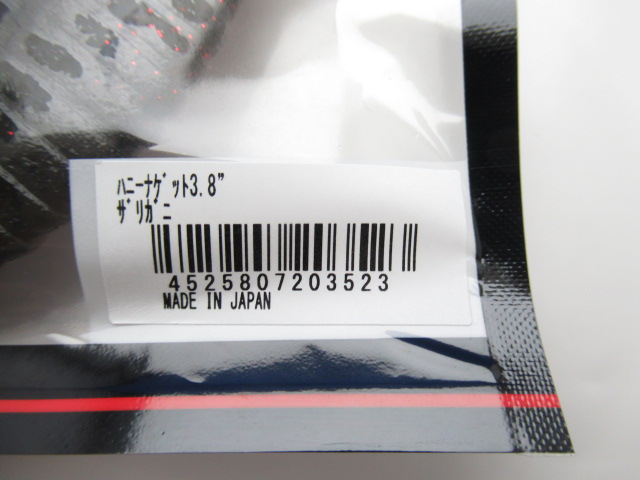 ﾊﾆｰﾅｹﾞｯﾄ3.8”
ｻﾞﾘｶﾞﾆ
4525807203523
MADE IN JAPAN